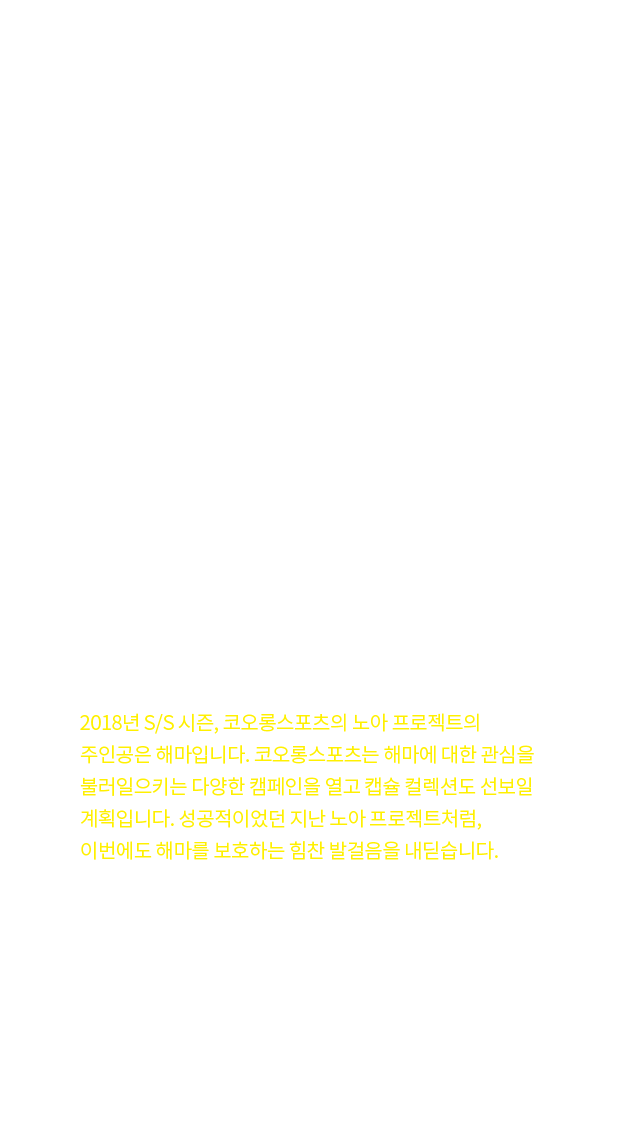 2018년 S/S 시즌, 코오롱스포츠의 노아 프로젝트의
주인공은 해마입니다. 코오롱스포츠는 해마에 대한 관심을
불러일으키는 다양한 캠페인을 열고 캡슐 컬렉션도 선보일
계획입니다. 성공적이었던 지난 노아 프로젝트처럼,
이번에도 해마를 보호하는 힘찬 발걸음을 내딛습니다.